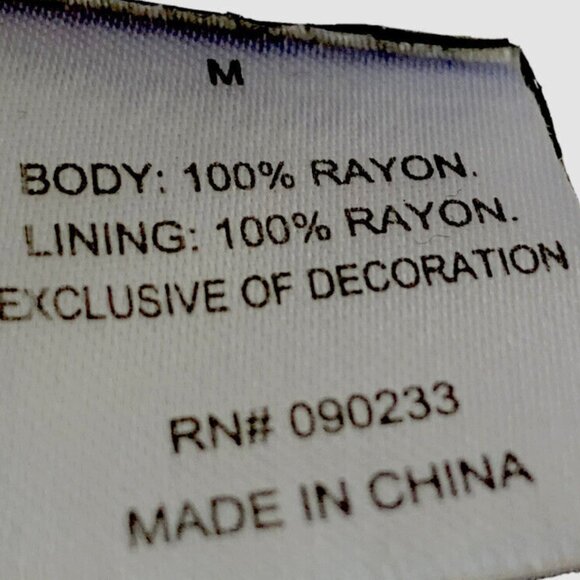 M
BODY: 100% RAYON.
LINING: 100% RAYON.
EXCLUSIVE OF DECORATION
RN# 090233
MADE IN CHINA